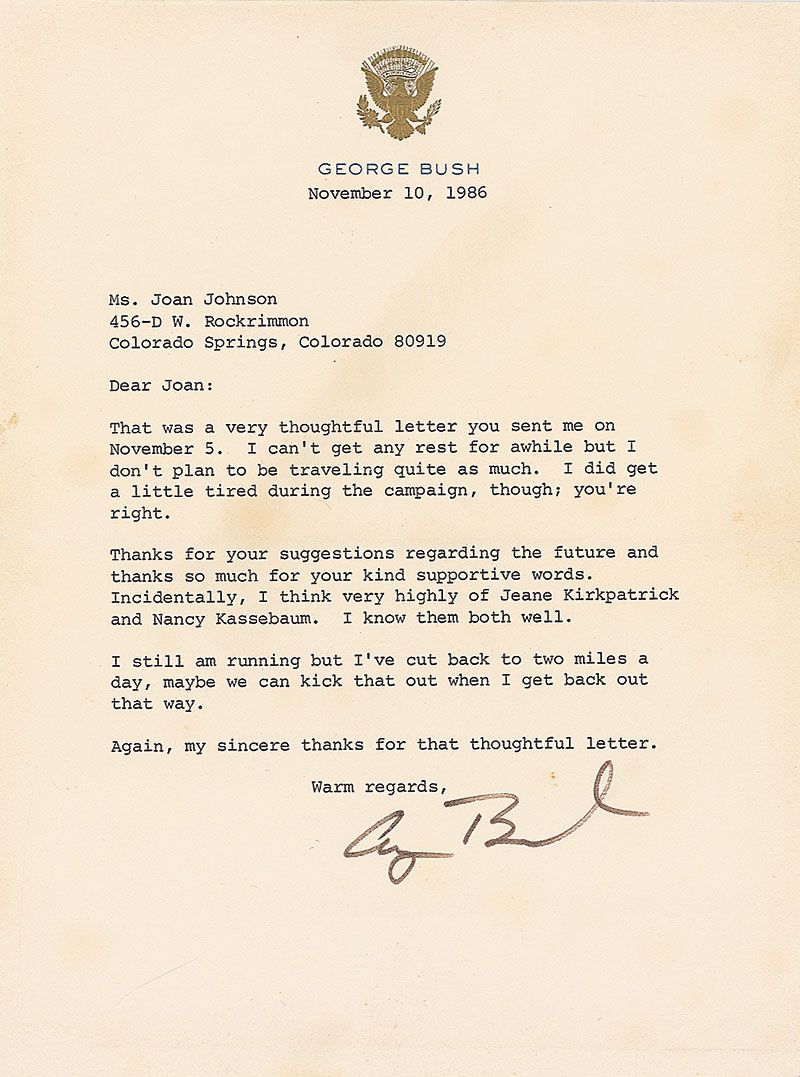 GEORGE BUSH
November 10, 1986
Ms. Joan Johnson
456-D W. Rockrimmon
Colorado Springs, Colorado 80919
Dear Joan:
That was a very thoughtful letter you sent me on
November 5.  I can't get any rest for awhile but I
don't plan to be traveling quite as much.  I did get
a little tired during the campaign, though; you're
right.
Thanks for your suggestions regarding the future and
thanks so much for your kind supportive words.
Incidentally, I think very highly of Jeane Kirkpatrick
and Nancy Kassebaum.  I know them both well.
I still am running but I've cut back to two miles a
day, maybe we can kick that out when I get back out
that way.
Again, my sincere thanks for that thoughtful letter.
Warm regards,